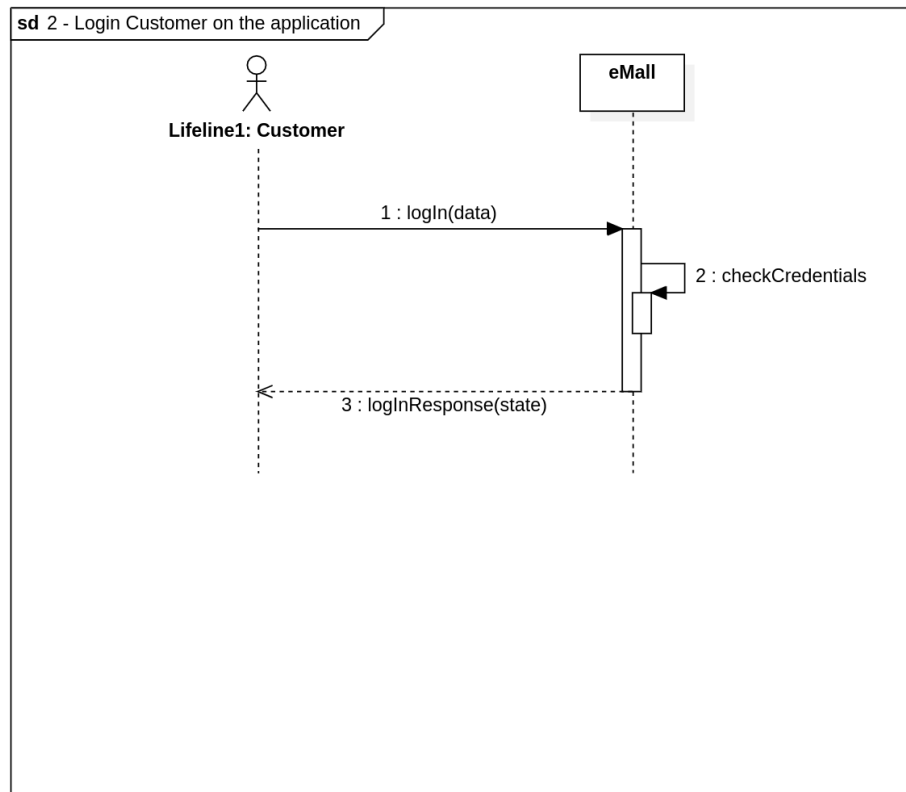 sd 2 - Login Customer on the application
eMall
Lifeline1: Customer
1 : logIn(data)
2 : checkCredentials
3 : logInResponse(state)